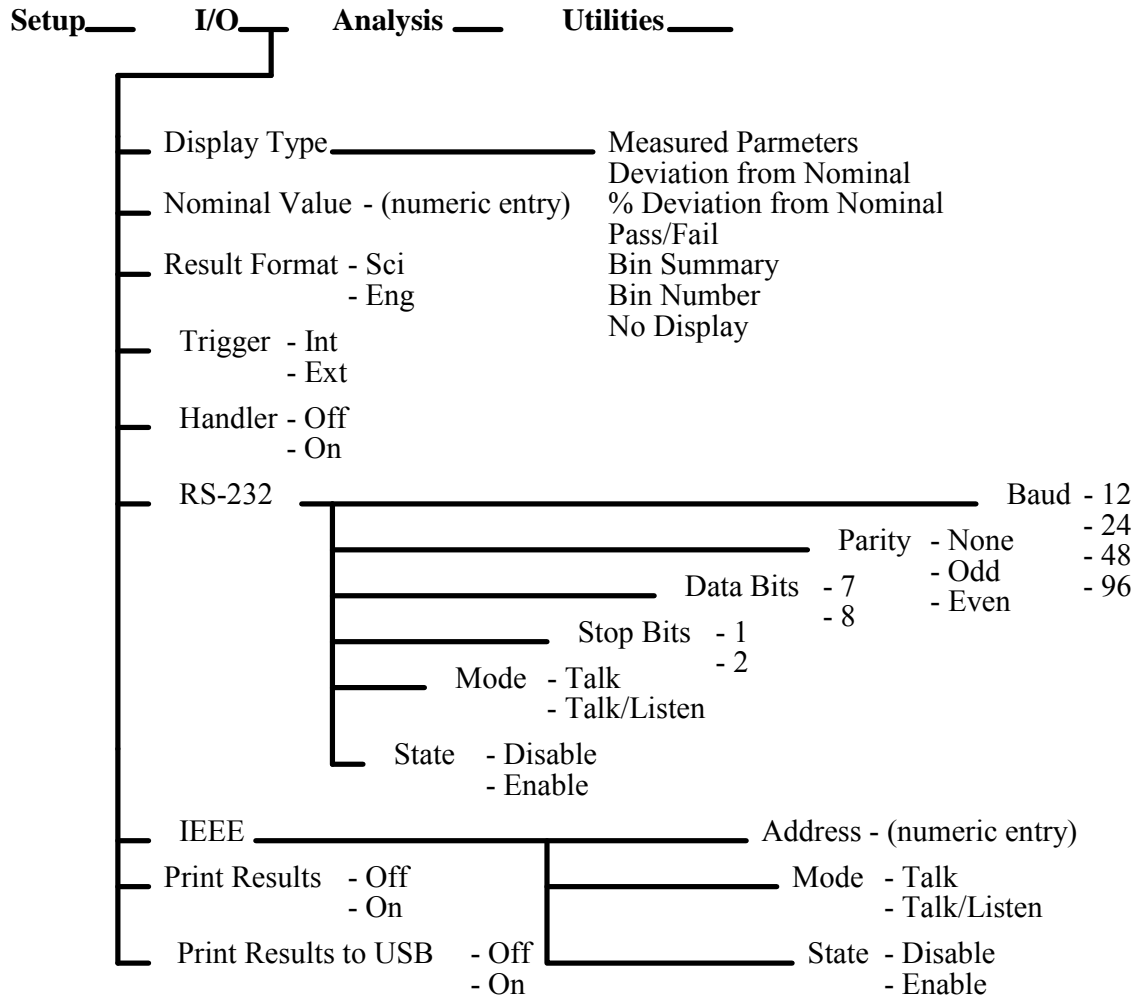 Setup I/O Analysis Utilities
Display Type Measured Parmeters
Deviation from Nominal
Nominal Value - (numeric entry) % Deviation from Nominal
Pass/Fail
Result Format - Sci Bin Summary
- Eng Bin Number
No Display
Trigger - Int
- Ext
Handler - Off
- On
RS-232 Baud - 12
- 24
Parity - None - 48
- Odd - 96
- Even
Data Bits - 7
- 8
Stop Bits - 1
- 2
Mode - Talk
- Talk/Listen
State - Disable
- Enable
IEEE Address - (numeric entry)
Print Results - Off Mode - Talk
- On - Talk/Listen
Print Results to USB - Off State - Disable
- On - Enable